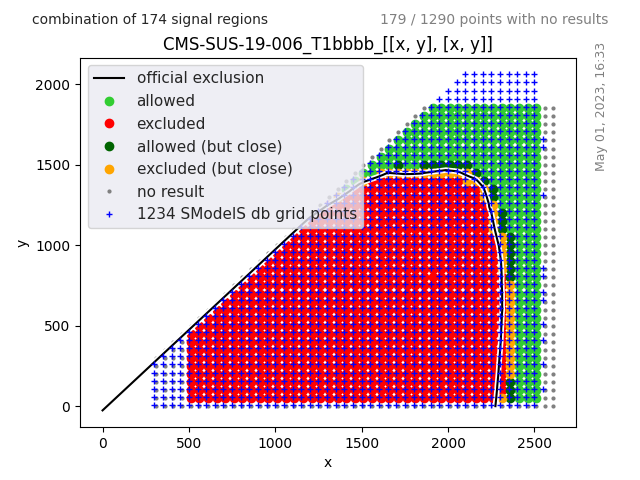 combination of 174 signal regions
179 / 1290 points with no results
CMS-SUS-19-006_T1bbbb_[[x, y], [x, y]]
official exclusion
allowed
excluded
allowed (but close)
excluded (but close)
no result
1234 SModelS db grid points
May 01, 2023, 16:33
y
2000
1500
1000
500
0
0 500 1000 1500 2000 2500
x